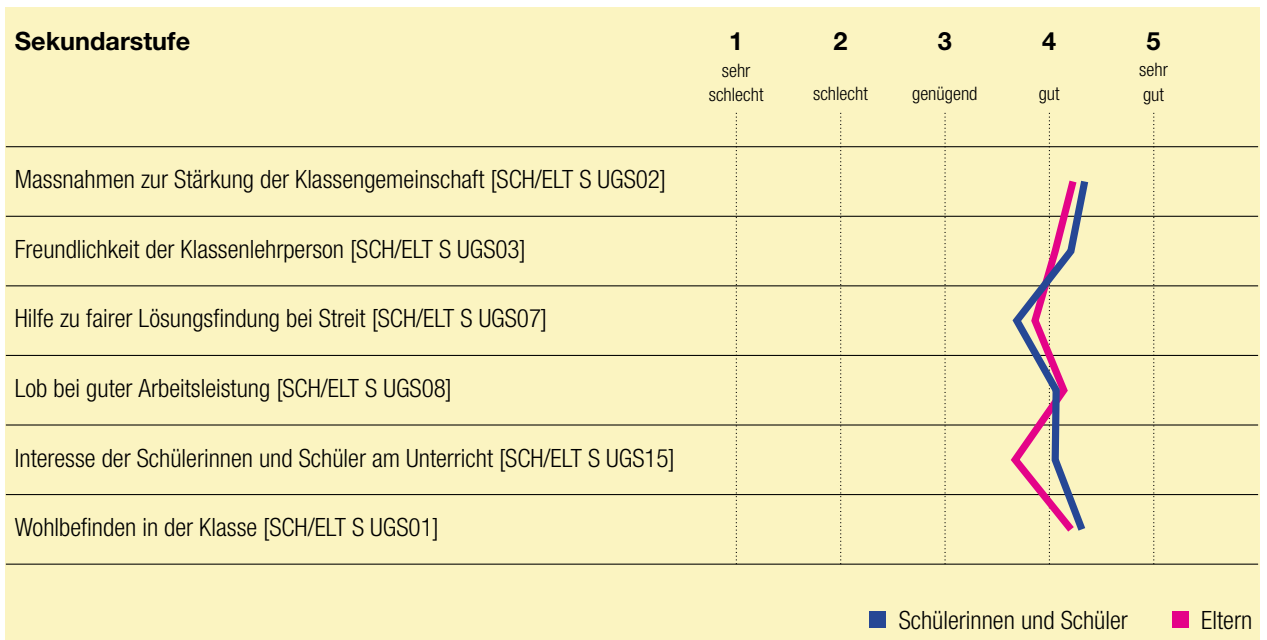 Sekundarstufe
1 2 3 4 5
sehr schlecht schlecht genügend gut sehr gut
Massnahmen zur Stärkung der Klassengemeinschaft [SCH/ELT S UGS02]
Freundlichkeit der Klassenlehrperson [SCH/ELT S UGS03]
Hilfe zu fairer Lösungsfindung bei Streit [SCH/ELT S UGS07]
Lob bei guter Arbeitsleistung [SCH/ELT S UGS08]
Interesse der Schülerinnen und Schüler am Unterricht [SCH/ELT S UGS15]
Wohlbefinden in der Klasse [SCH/ELT S UGS01]
Schülerinnen und Schüler Eltern